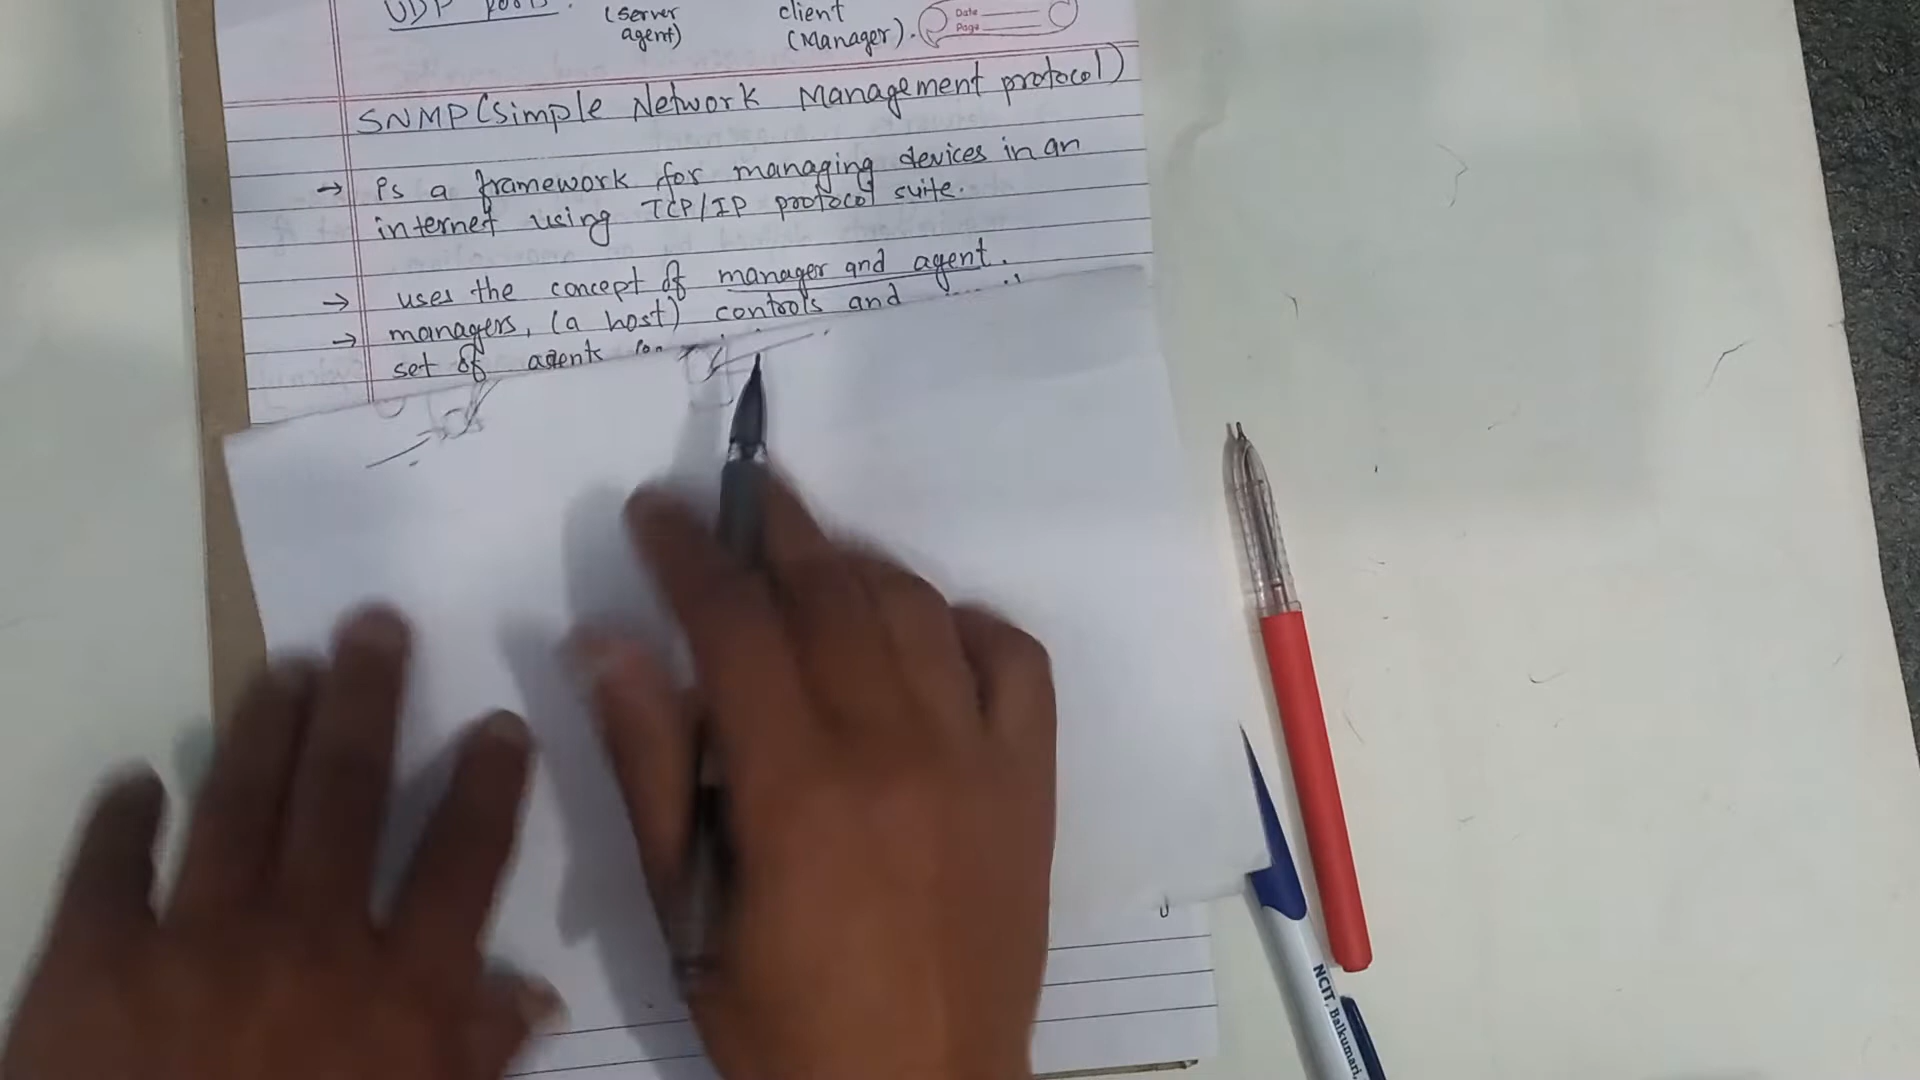 UDP
(server client
agent) (Manager).
Date
Page
SNMP (Simple Network Management protocol)
→ is a framework for managing devices in an
internet using TCP/IP protocol suite.
→ uses the concept of manager and agent.
→ managers, (a host) controls and
set of agents
NCIT, Balkumari,